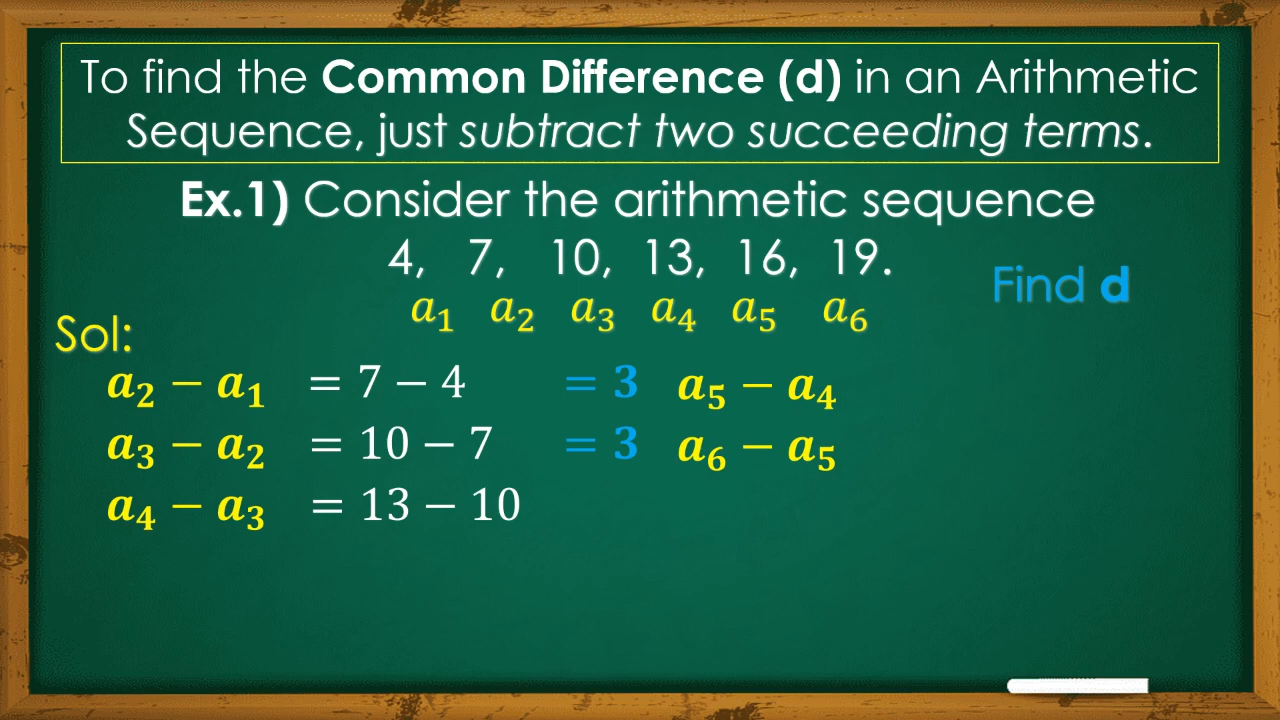 To find the Common Difference (d) in an Arithmetic
Sequence, just subtract two succeeding terms.
Ex.1) Consider the arithmetic sequence
4, 7, 10, 13, 16, 19.
Find d
a₁ a₂ a₃ a₄ a₅ a₆
Sol:
a₂ − a₁ = 7 − 4 = 3 a₅ − a₄
a₃ − a₂ = 10 − 7 = 3 a₆ − a₅
a₄ − a₃ = 13 − 10